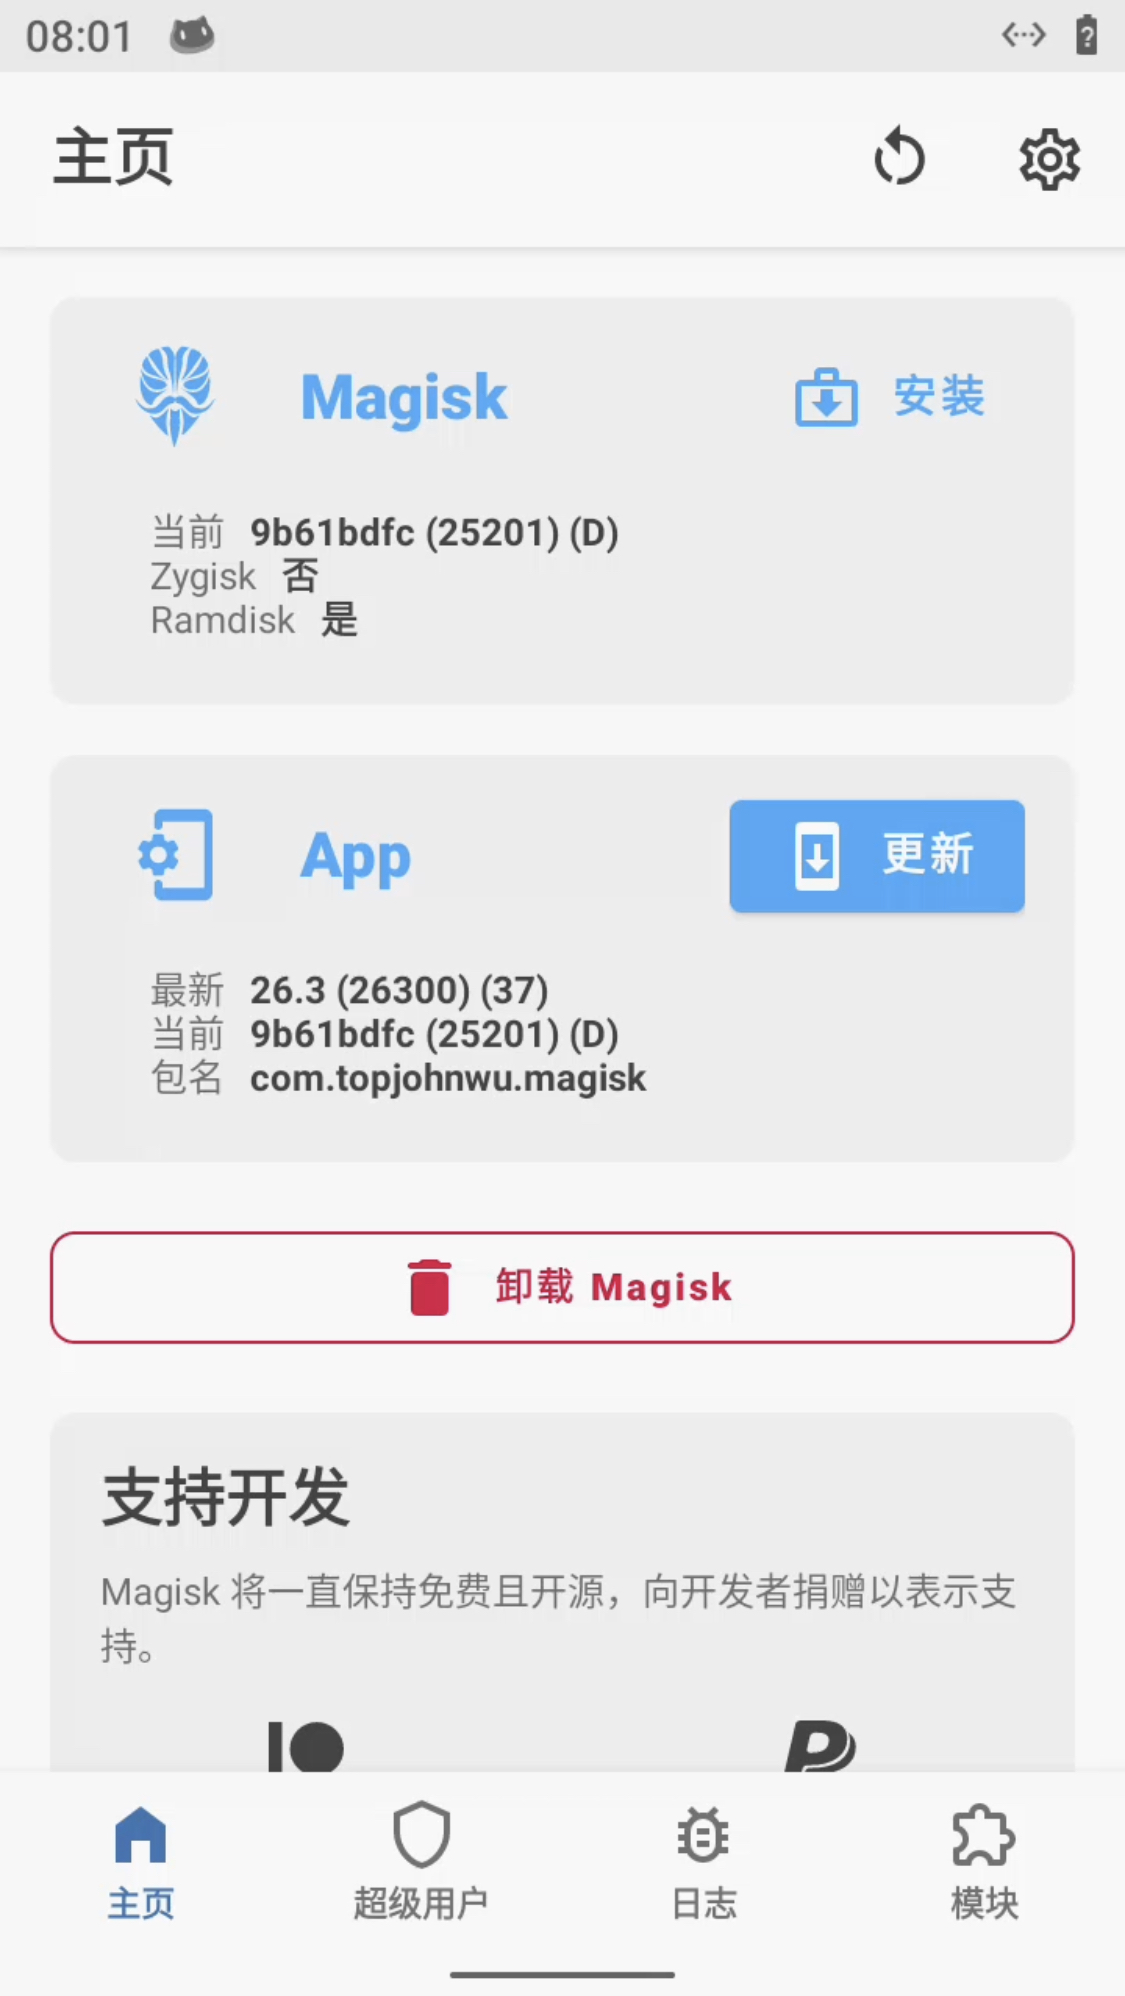 08:01
主页
Magisk
安装
当前 9b61bdfc (25201) (D)
Zygisk 否
Ramdisk 是
App
更新
最新 26.3 (26300) (37)
当前 9b61bdfc (25201) (D)
包名 com.topjohnwu.magisk
卸载 Magisk
支持开发
Magisk 将一直保持免费且开源，向开发者捐赠以表示支
持。
主页
超级用户
日志
模块